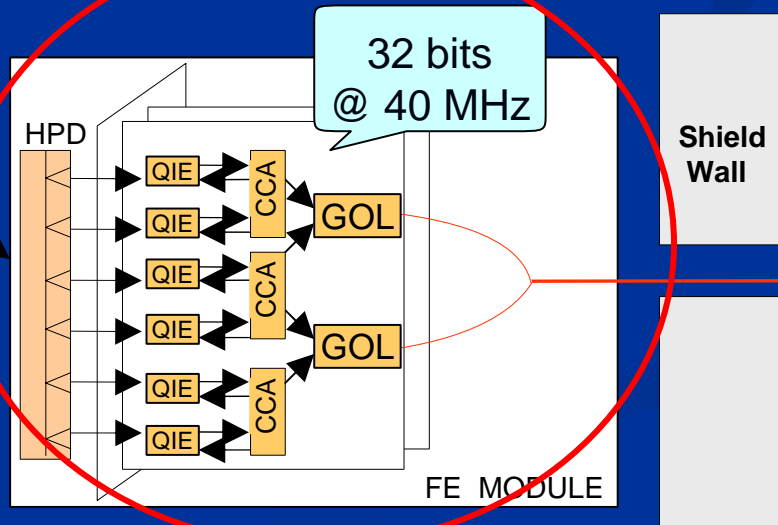 32 bits
@ 40 MHz
HPD
Shield
Wall
QIE
QIE
QIE
QIE
QIE
QIE
CCA
CCA
CCA
GOL
GOL
FE MODULE